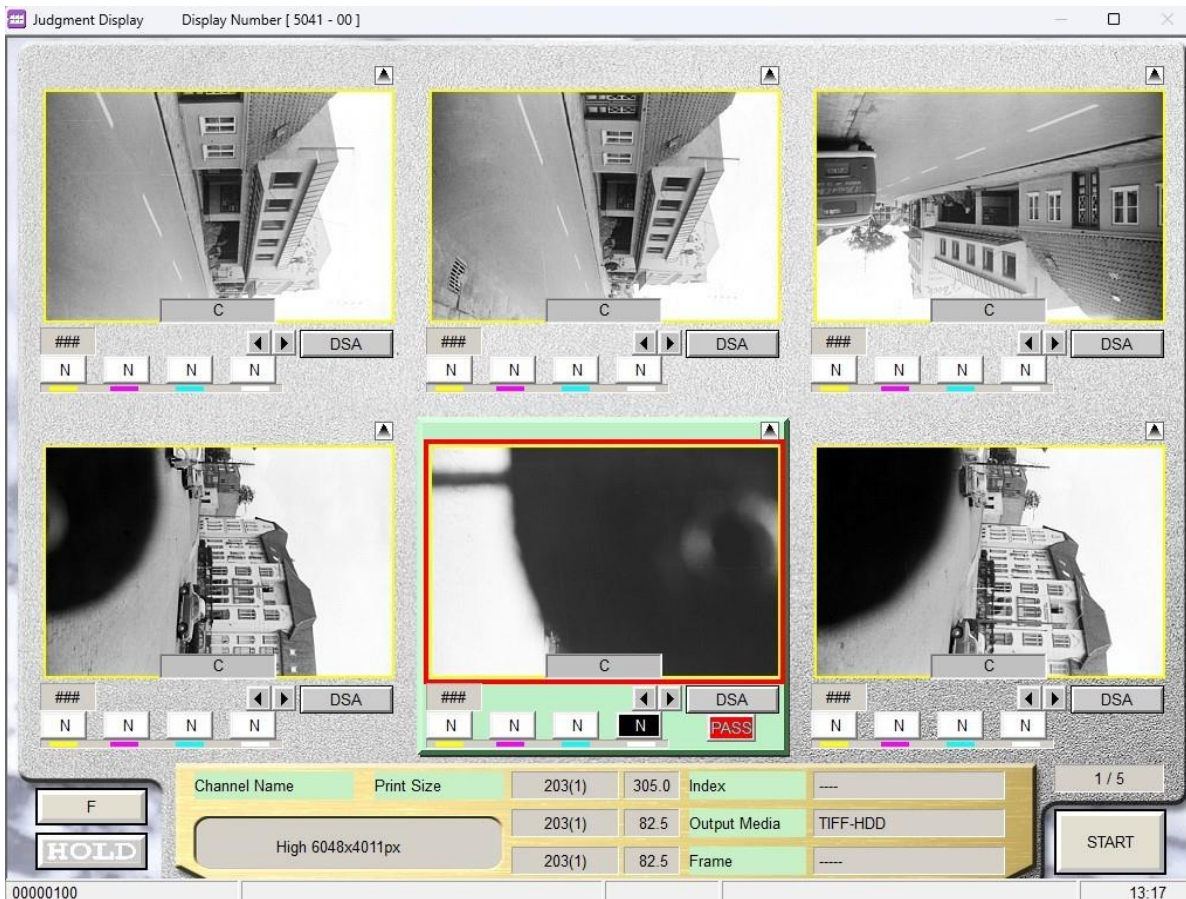 Judgment Display Display Number [ 5041 - 00 ]
C C C
### DSA ### DSA ### DSA
N N N N N N N N N N N N
C C C
### DSA ### DSA ### DSA
N N N N N N N N PASS N N N N
Channel Name Print Size 203(1) 305.0 Index ---- 1 / 5
F
203(1) 82.5 Output Media TIFF-HDD
High 6048x4011px
HOLD START
203(1) 82.5 Frame -----
00000100 13:17